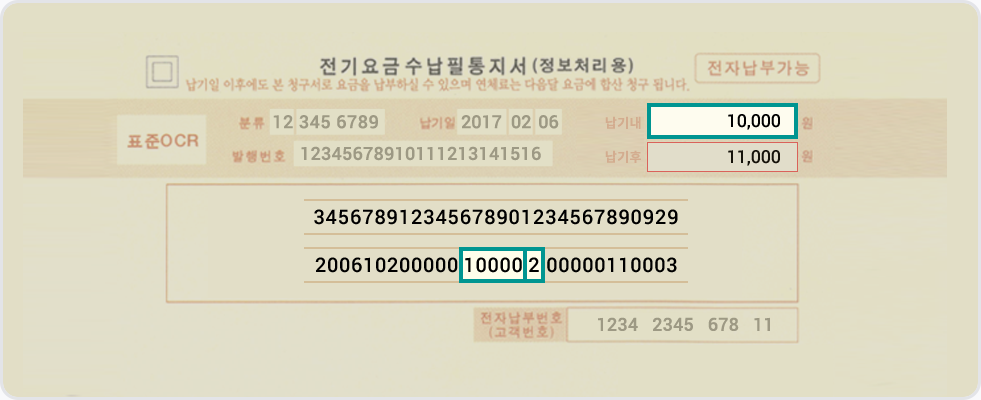 전기요금수납필통지서(정보처리용)
전자납부가능
납기일 이후에도 본 청구서로 요금을 납부하실 수 있으며 연체료는 다음달 요금에 합산 청구 됩니다.
표준OCR
분류 12 345 6789 납기일 2017 02 06 납기내 10,000 원
발행번호 12345678910111213141516 납기후 11,000 원
345678912345678901234567890929
200610200000 10000 2 00000110003
전자납부번호
(고객번호)
1234 2345 678 11